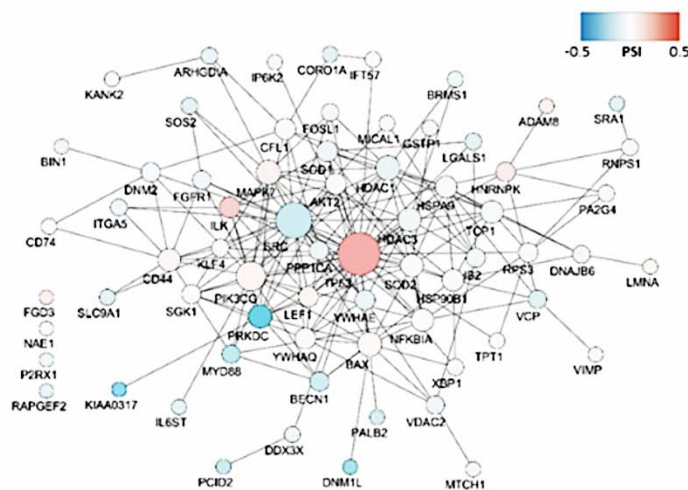 -0.5 PSI 0.5
ARHGDIA
IP6K2
CORO1A
IFT57
KANK2
BRMS1
SOS2
FOSL1
MICAL1
ADAM8
SRA1
CFL1
GSTP1
LGALS1
BIN1
SOD1
RNPS1
DNM2
MAPK7
HDAC1
HNRNPK
FGFR1
AKT2
HSPA9
PA2G4
ITGA5
ILK
TCP1
CD74
SRC
HDAC3
KLF4
PPP1CA
CD44
RPS3
DNAJB6
LMNA
TP53
SOD2
PIK3CG
HSP90B1
FGD3
SLC9A1
SGK1
LEF1
YWHAE
VCP
NAE1
PRKDC
NFKBIA
YWHAQ
TPT1
MYD88
BAX
VIMP
P2RX1
XBP1
RAPGEF2
KIAA0317
BECN1
IL6ST
PALB2
VDAC2
DDX3X
PCID2
DNM1L
MTCH1